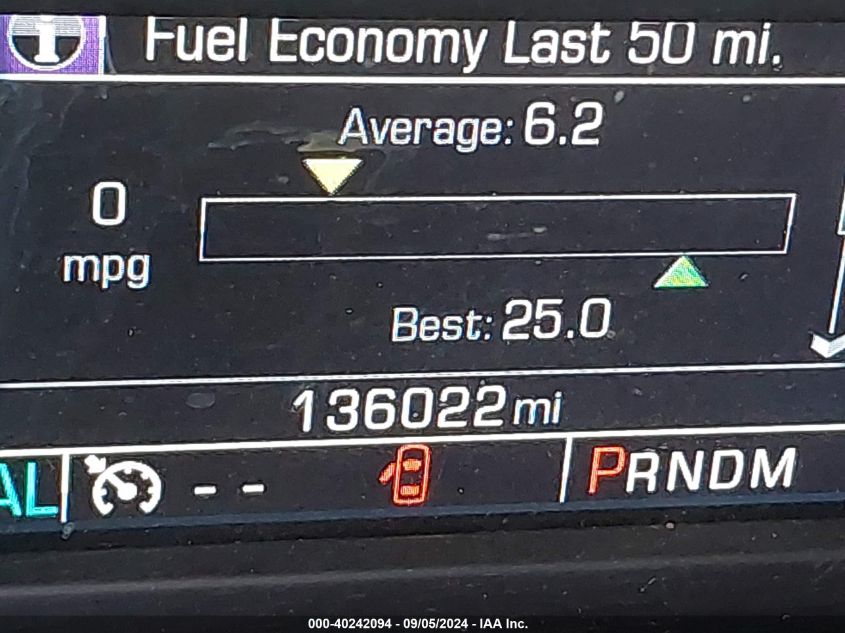 Fuel Economy Last 50 mi.
Average: 6.2
0
mpg
Best: 25.0
136022 mi
AL -- PRNDM
000-40242094 - 09/05/2024 - IAA Inc.